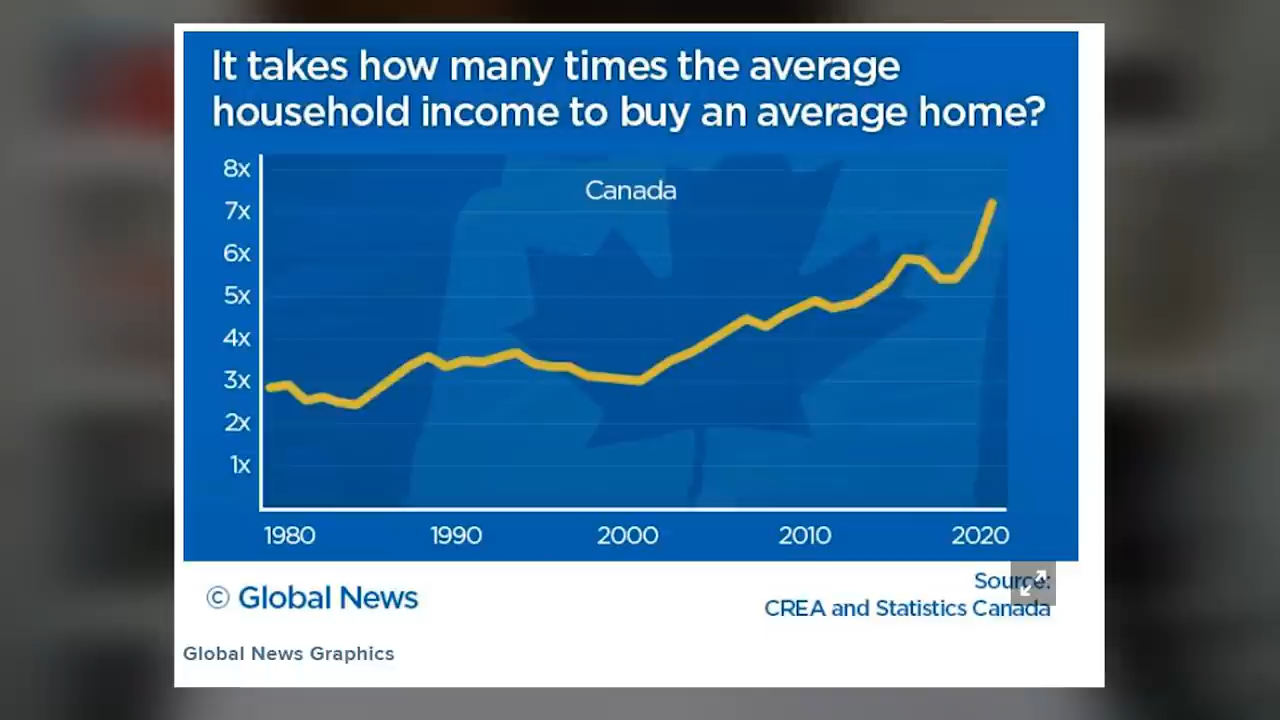 It takes how many times the average
household income to buy an average home?
Canada
8x
7x
6x
5x
4x
3x
2x
1x
1980 1990 2000 2010 2020
© Global News
Source:
CREA and Statistics Canada
Global News Graphics